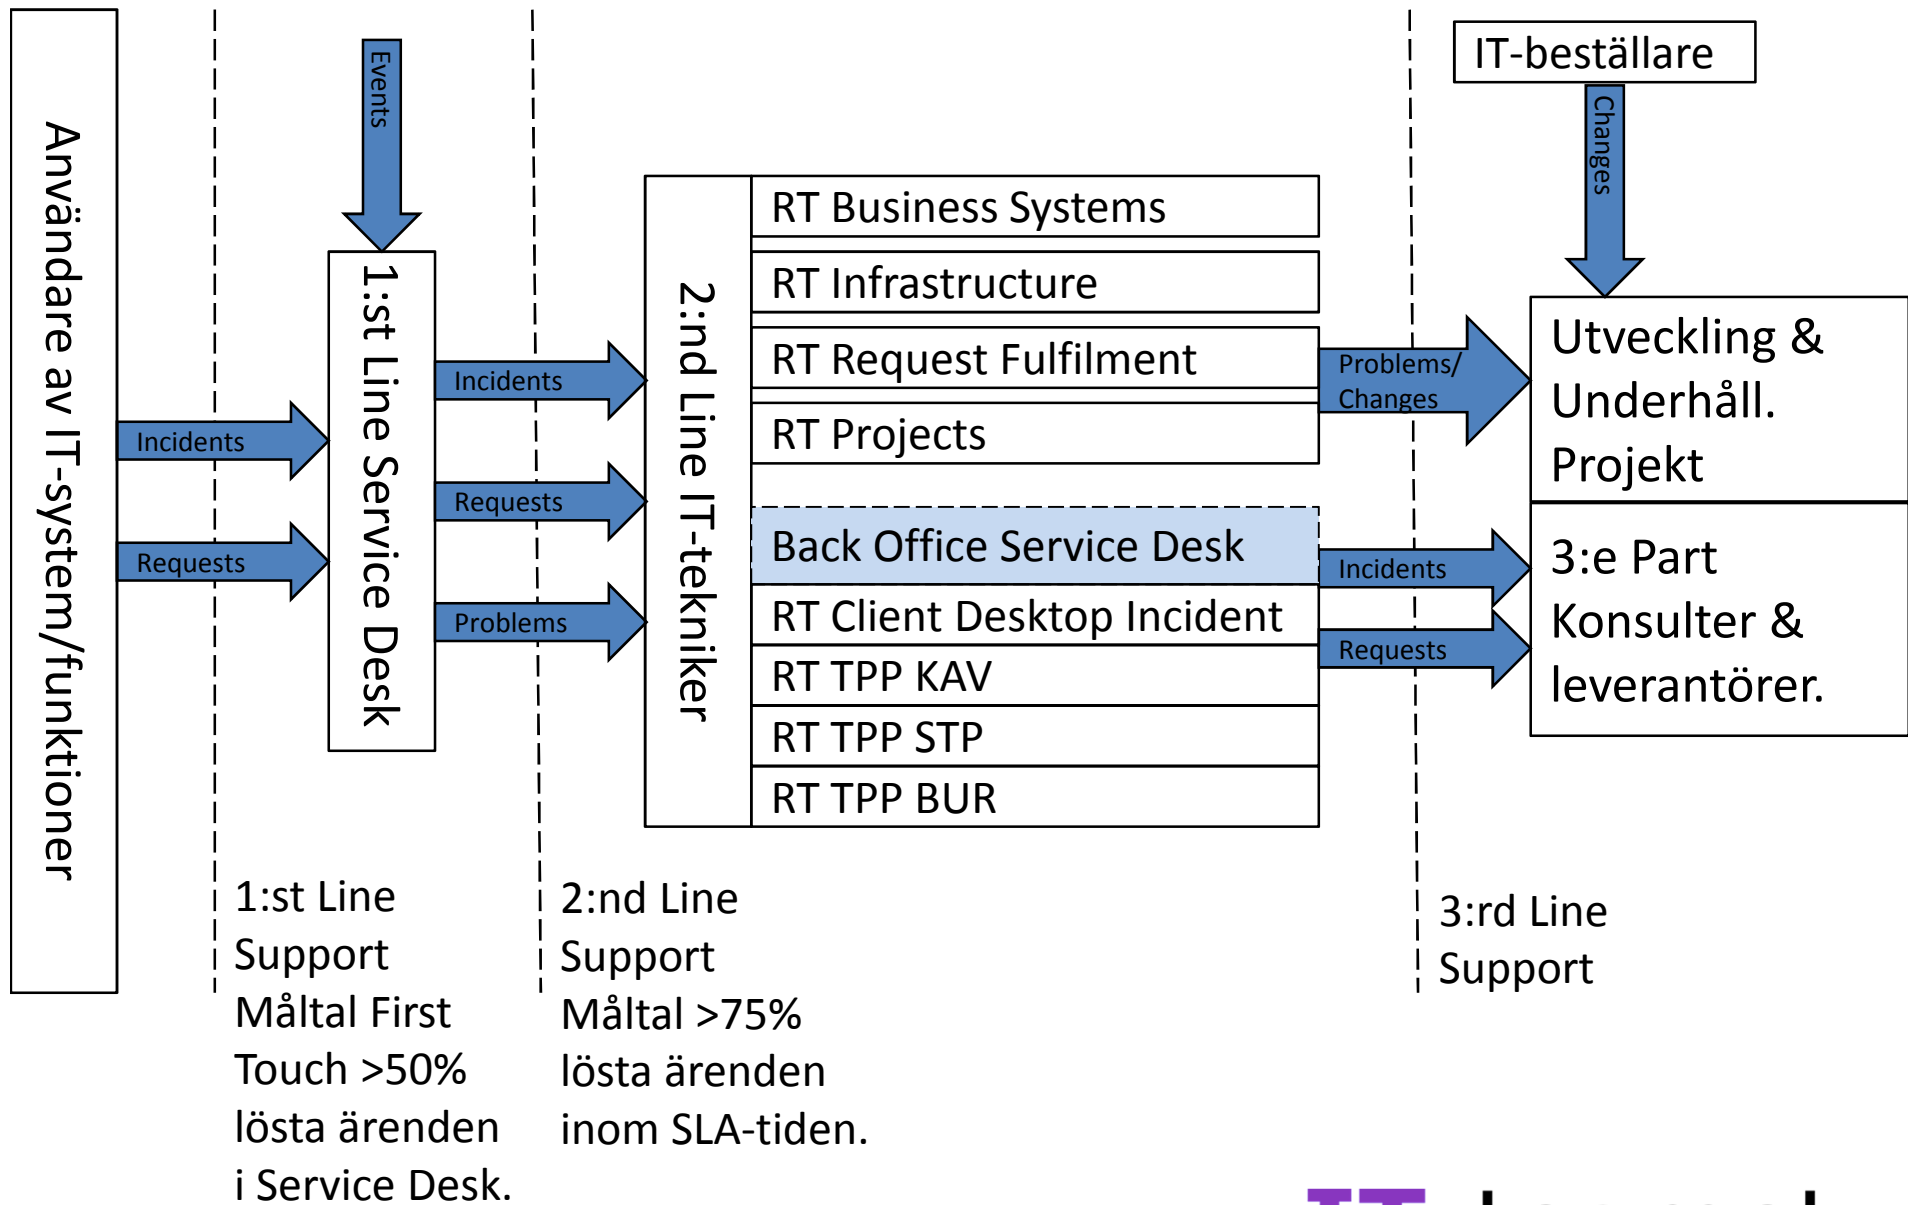 Användare av IT-system/funktioner
Events
IT-beställare
Changes
1:st Line Service Desk
2:nd Line IT-tekniker
RT Business Systems
RT Infrastructure
RT Request Fulfilment
RT Projects
Back Office Service Desk
RT Client Desktop Incident
RT TPP KAV
RT TPP STP
RT TPP BUR
Incidents
Requests
Incidents
Requests
Problems
Problems/
Changes
Incidents
Requests
Utveckling &
Underhåll.
Projekt
3:e Part
Konsulter &
leverantörer.
1:st Line
Support
Måltal First
Touch >50%
lösta ärenden
i Service Desk.
2:nd Line
Support
Måltal >75%
lösta ärenden
inom SLA-tiden.
3:rd Line
Support